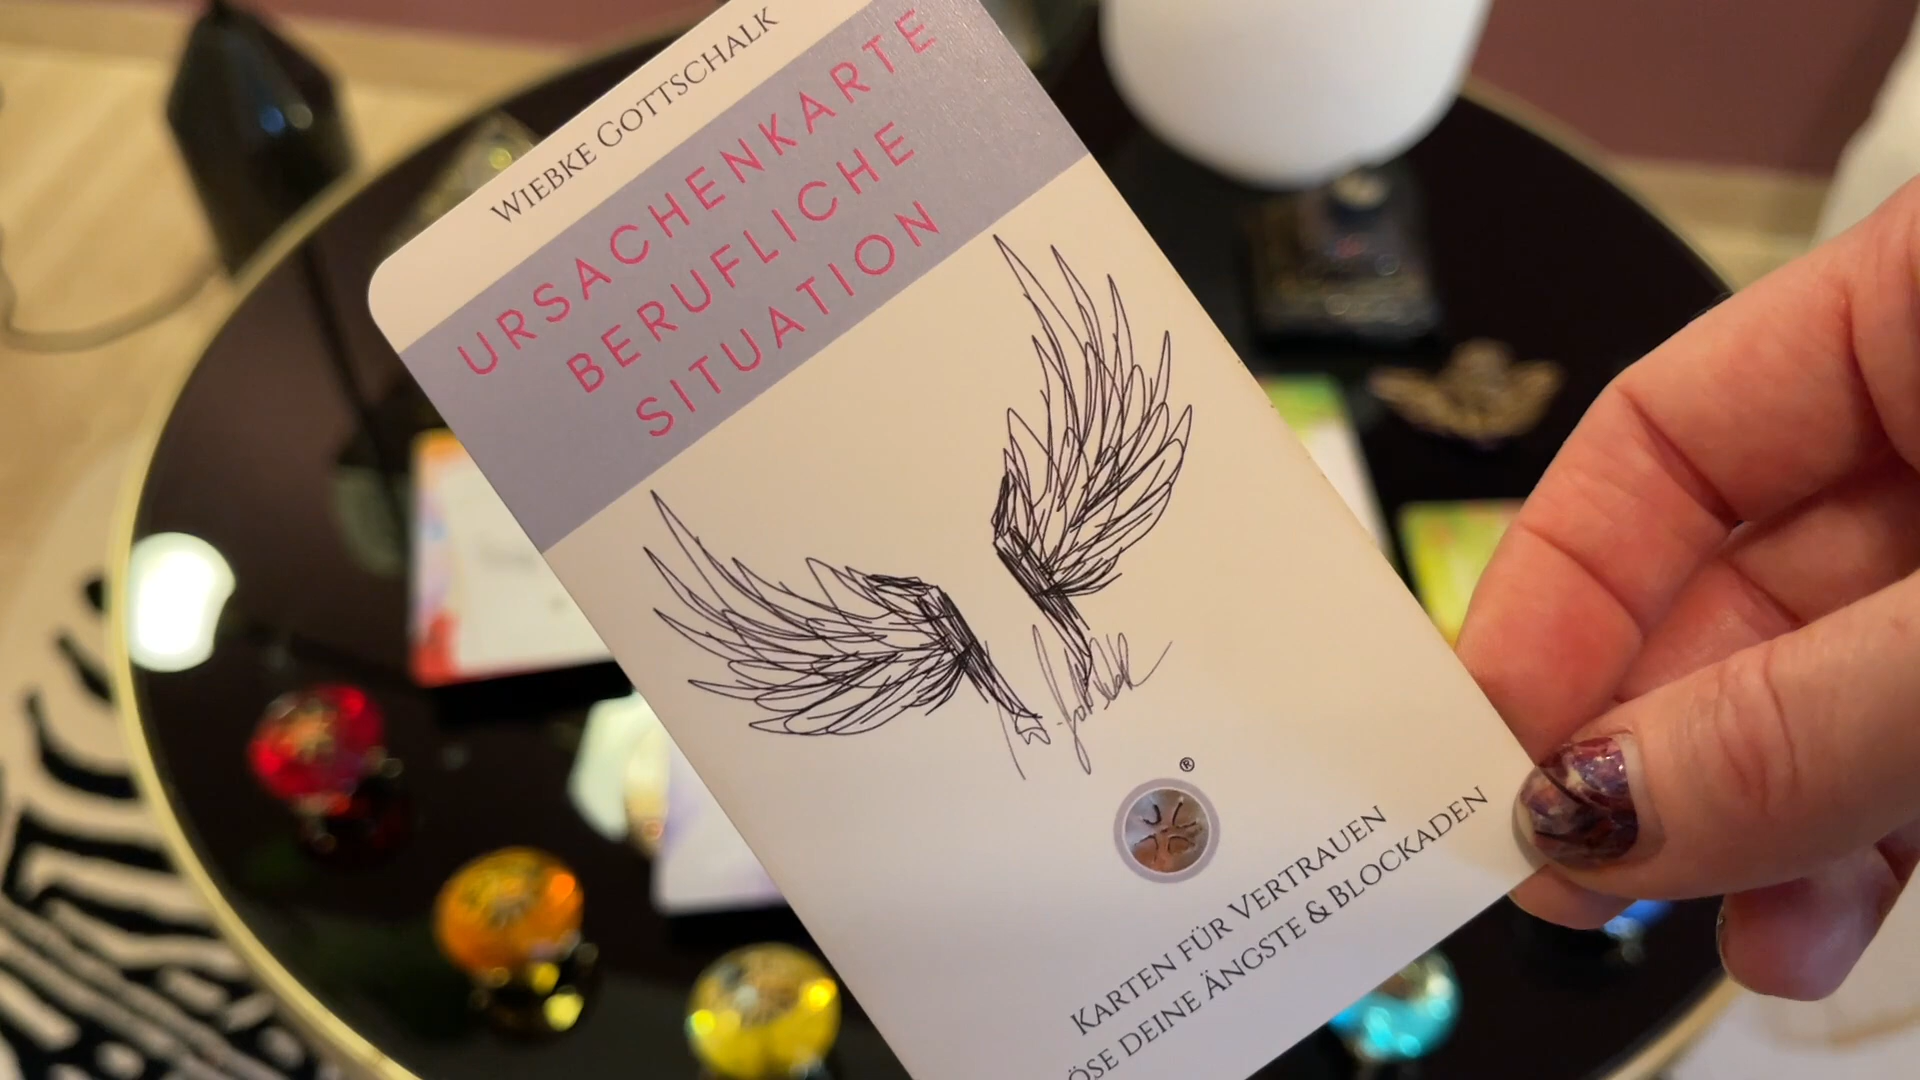 WIEBKE GOTTSCHALK
URSACHENKARTE
BERUFLICHE
SITUATION
®
KARTEN FÜR VERTRAUEN
ÖSE DEINE ÄNGSTE & BLOCKADEN